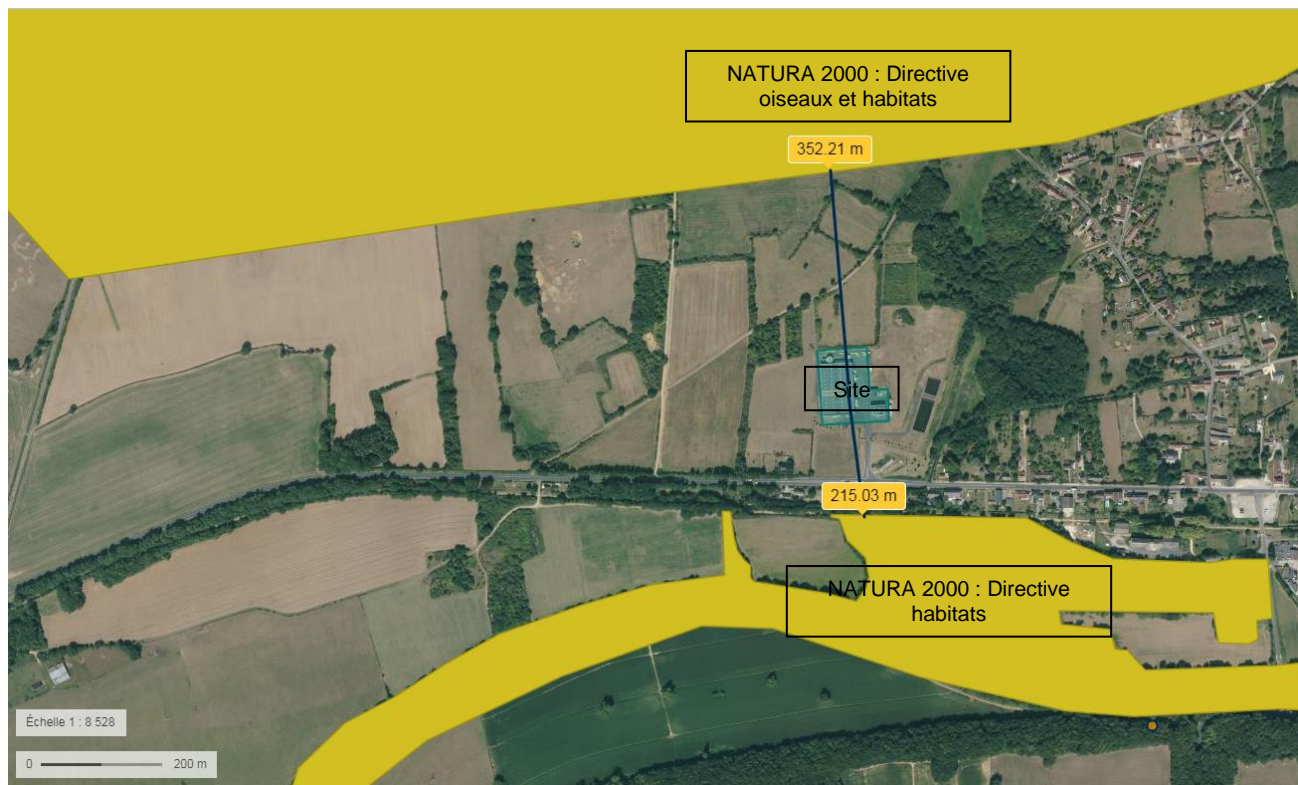 NATURA 2000 : Directive
oiseaux et habitats
352.21 m
Site
215.03 m
NATURA 2000 : Directive
habitats
Échelle 1 : 8 528
0 200 m